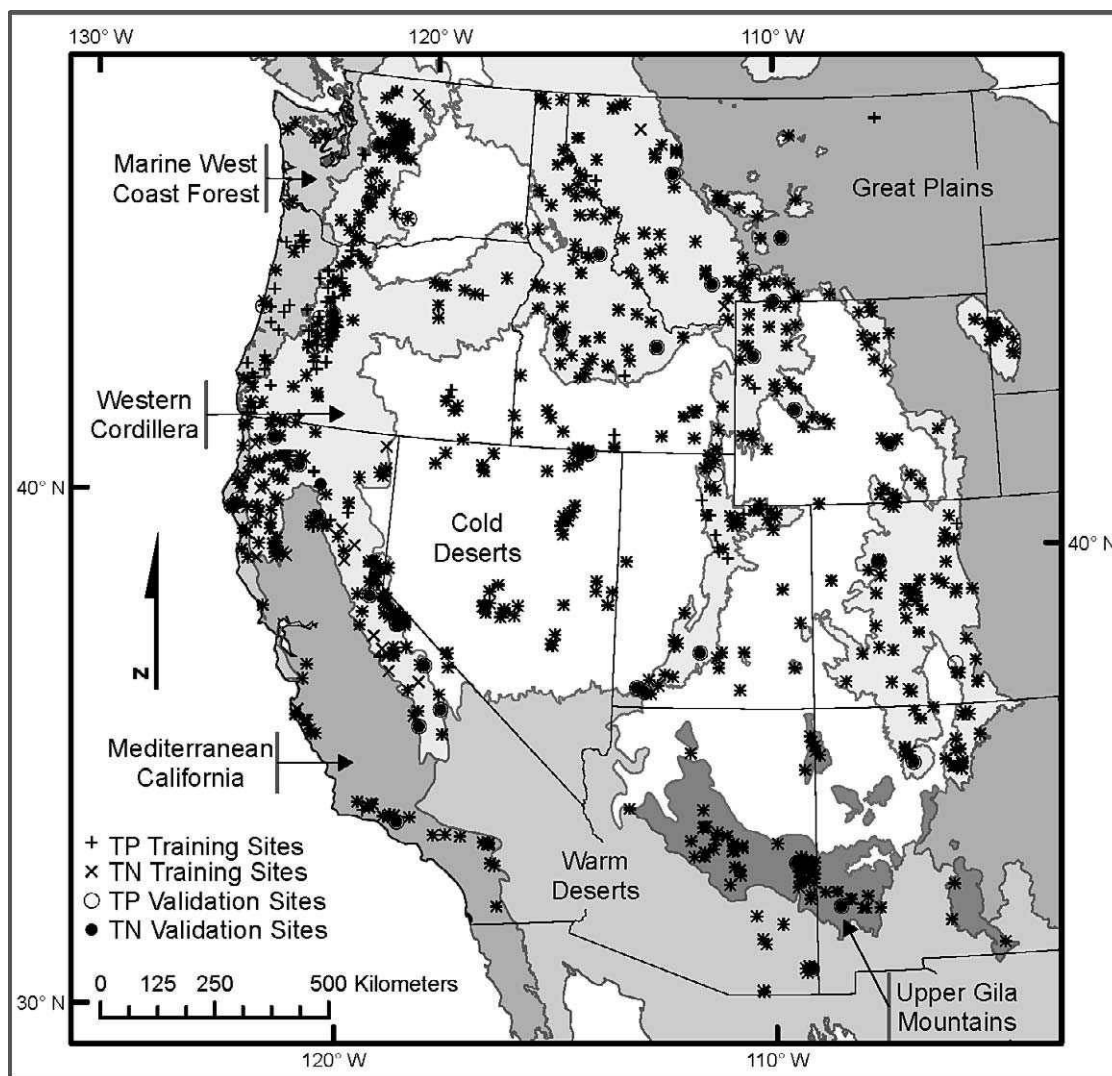 130° W
120° W
110° W
Marine West
Coast Forest
Great Plains
Western
Cordillera
40° N
Cold
Deserts
40° N
N
Mediterranean
California
+ TP Training Sites
× TN Training Sites
○ TP Validation Sites
● TN Validation Sites
Warm
Deserts
0 125 250 500 Kilometers
30° N
Upper Gila
Mountains
120° W
110° W